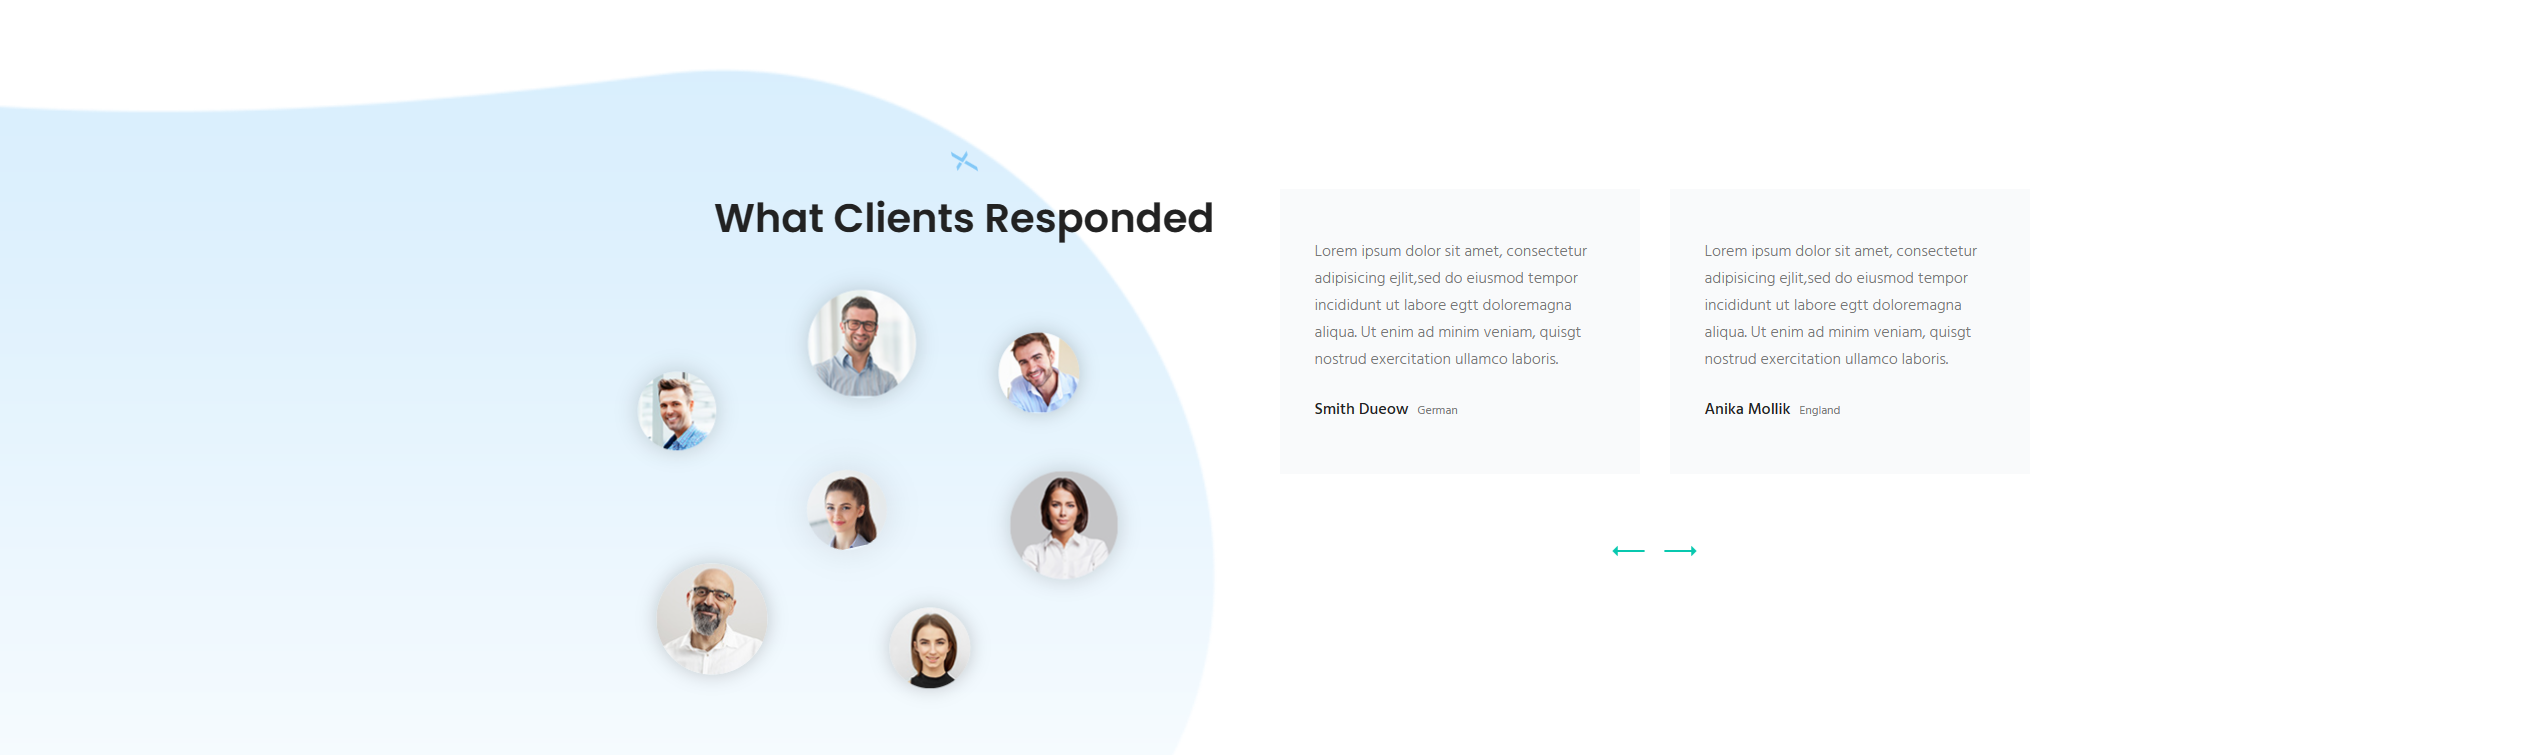 What Clients Responded
Lorem ipsum dolor sit amet, consectetur
adipisicing ejlit,sed do eiusmod tempor
incididunt ut labore egtt doloremagna
aliqua. Ut enim ad minim veniam, quisgt
nostrud exercitation ullamco laboris.
Smith Dueow German
Lorem ipsum dolor sit amet, consectetur
adipisicing ejlit,sed do eiusmod tempor
incididunt ut labore egtt doloremagna
aliqua. Ut enim ad minim veniam, quisgt
nostrud exercitation ullamco laboris.
Anika Mollik England